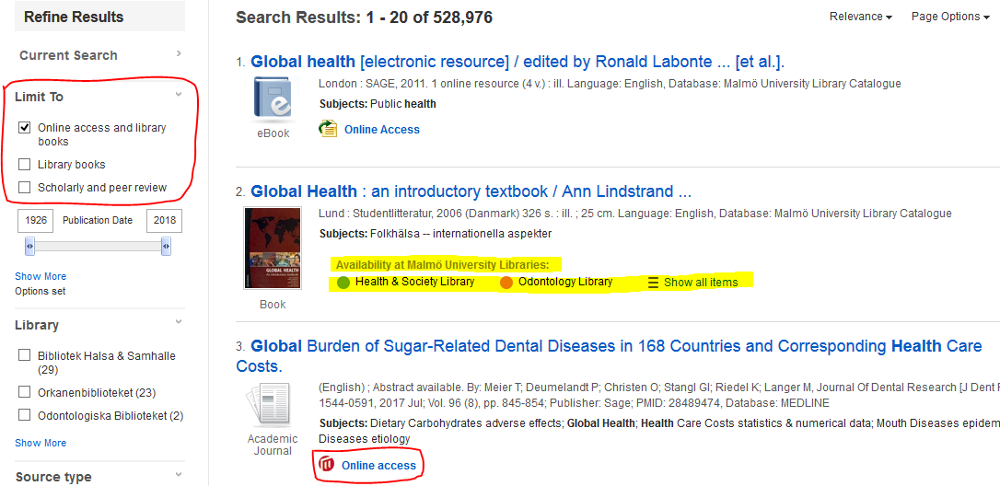 Refine Results
Current Search
Limit To
Online access and library
books
Library books
Scholarly and peer review
1926 Publication Date 2018
Show More
Options set
Library
Bibliotek Halsa & Samhalle
(29)
Orkanenbiblioteket (23)
Odontologiska Biblioteket (2)
Show More
Source type
Search Results: 1 - 20 of 528,976
Relevance Page Options
1. Global health [electronic resource] / edited by Ronald Labonte ... [et al.].
London : SAGE, 2011. 1 online resource (4 v.) : ill. Language: English, Database: Malmö University Library Catalogue
Subjects: Public health
eBook
Online Access
2. Global Health : an introductory textbook / Ann Lindstrand ...
Lund : Studentlitteratur, 2006 (Danmark) 326 s. : ill. ; 25 cm. Language: English, Database: Malmö University Library Catalogue
Subjects: Folkhälsa -- internationella aspekter
GLOBAL HEALTH
Availability at Malmö University Libraries:
Health & Society Library Odontology Library Show all items
Book
3. Global Burden of Sugar-Related Dental Diseases in 168 Countries and Corresponding Health Care
Costs.
(English) ; Abstract available. By: Meier T; Deumelandt P; Christen O; Stangl GI; Riedel K; Langer M, Journal Of Dental Research [J Dent
1544-0591, 2017 Jul; Vol. 96 (8), pp. 845-854; Publisher: Sage; PMID: 28489474, Database: MEDLINE
Subjects: Dietary Carbohydrates adverse effects; Global Health; Health Care Costs statistics & numerical data; Mouth Diseases epidem
Diseases etiology
Academic
Journal
Online access